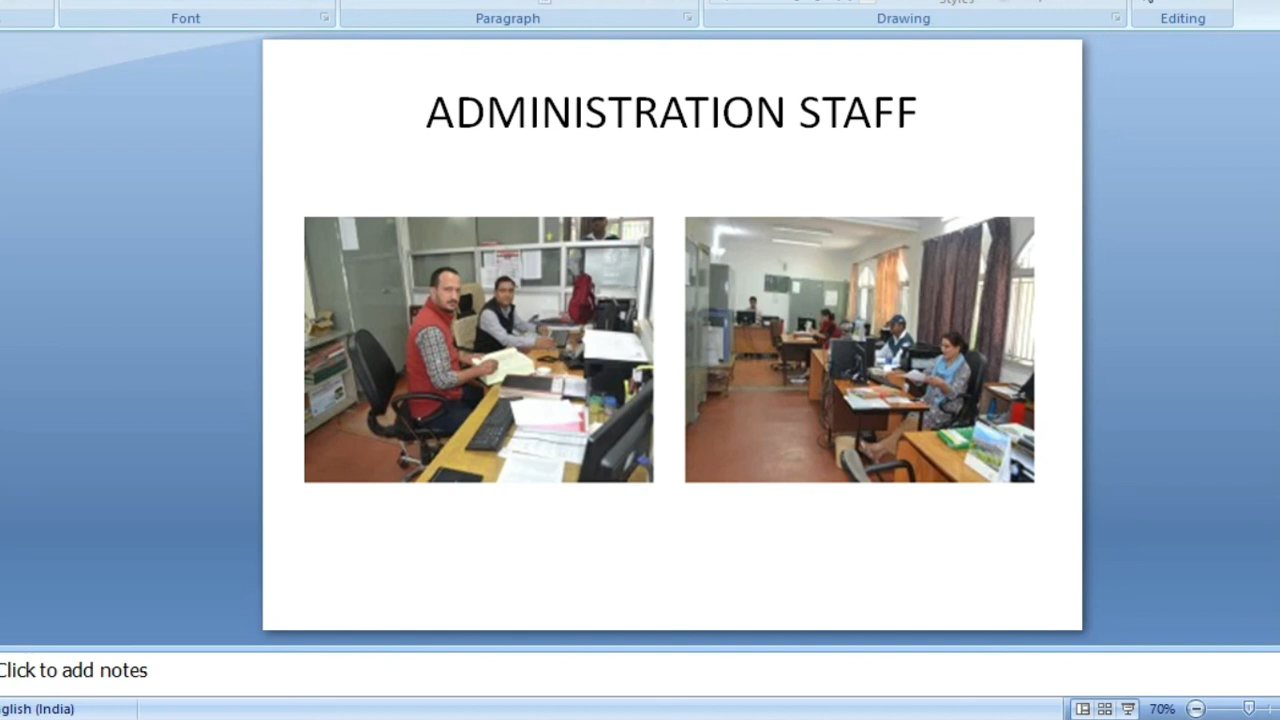 Font
Paragraph
Drawing
Editing
ADMINISTRATION STAFF
Click to add notes
glish (India)
70%